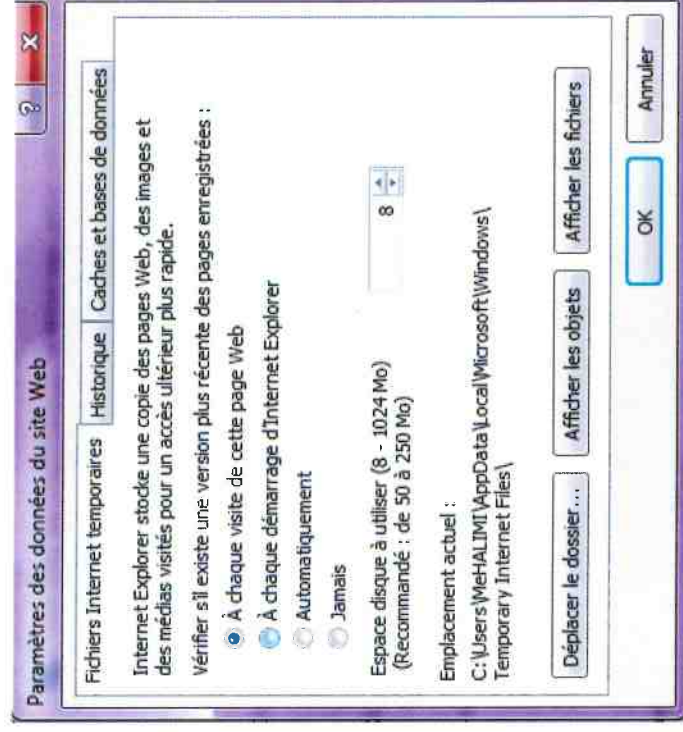 Paramètres des données du site Web
? x
Fichiers Internet temporaires Historique Caches et bases de données
Internet Explorer stocke une copie des pages Web, des images et
des médias visités pour un accès ultérieur plus rapide.
Vérifier s'il existe une version plus récente des pages enregistrées :
À chaque visite de cette page Web
À chaque démarrage d'Internet Explorer
Automatiquement
Jamais
Espace disque à utiliser (8 - 1024 Mo) 8
(Recommandé : de 50 à 250 Mo)
Emplacement actuel :
C:\Users\MeHALIMI\AppData\Local\Microsoft\Windows\
Temporary Internet Files\
Déplacer le dossier... Afficher les objets Afficher les fichiers
OK Annuler